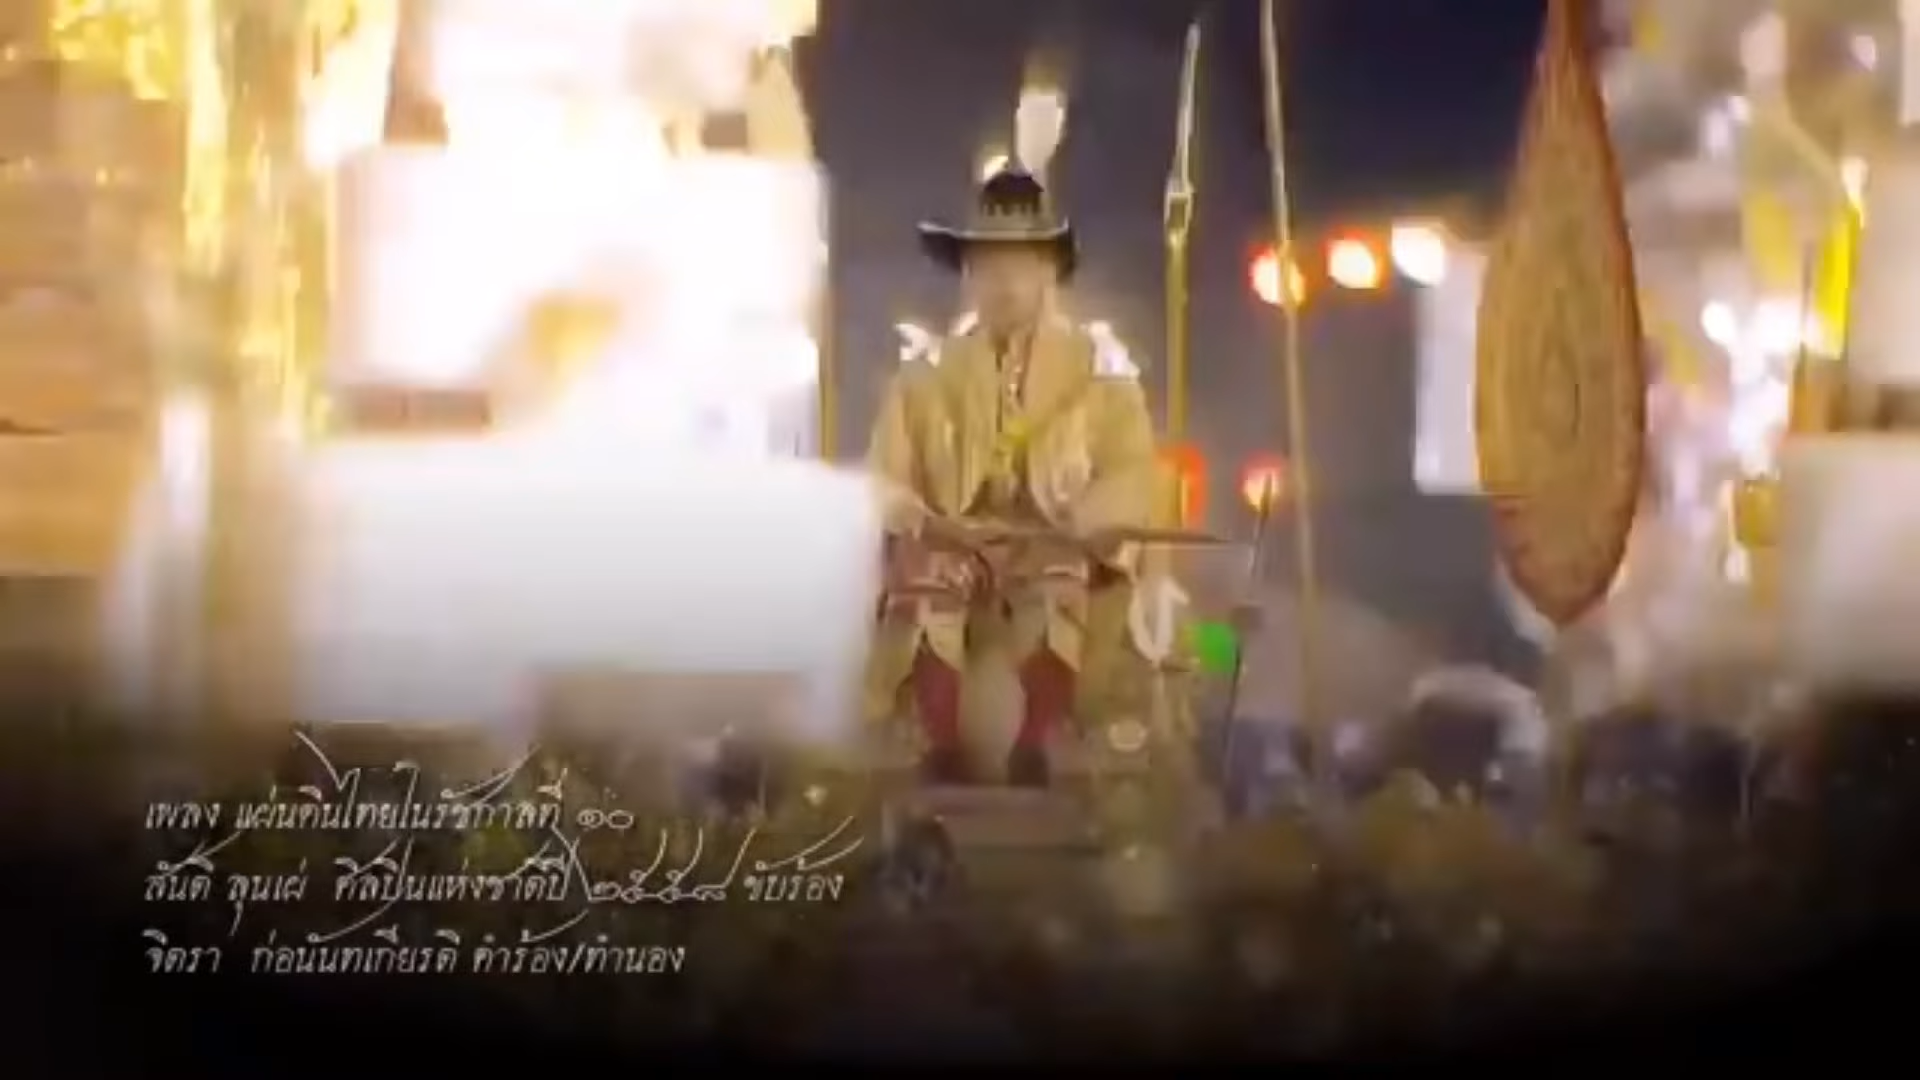 เพลง แผ่นดินไทยในรัชกาลที่ ๑๐
สันติ ลุนเผ่ ศิลปินแห่งชาติปี ๒๕๕๘ ขับร้อง
จิตรา ก่อนันทเกียรติ คำร้อง/ทำนอง